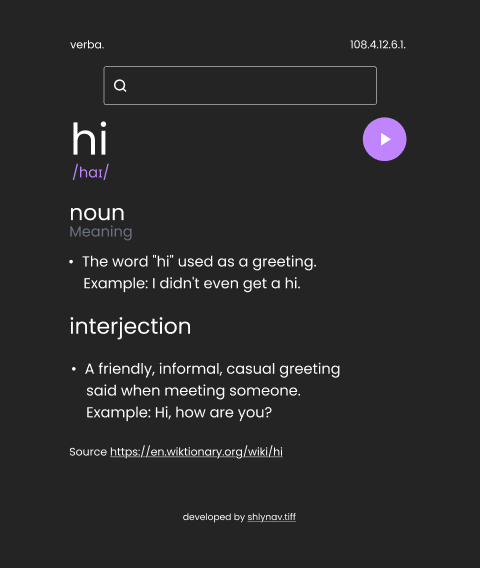 verba.
108.4.12.6.1.
hi
/haɪ/
noun
Meaning
• The word "hi" used as a greeting.
Example: I didn't even get a hi.
interjection
• A friendly, informal, casual greeting
said when meeting someone.
Example: Hi, how are you?
Source https://en.wiktionary.org/wiki/hi
developed by shlynav.tiff